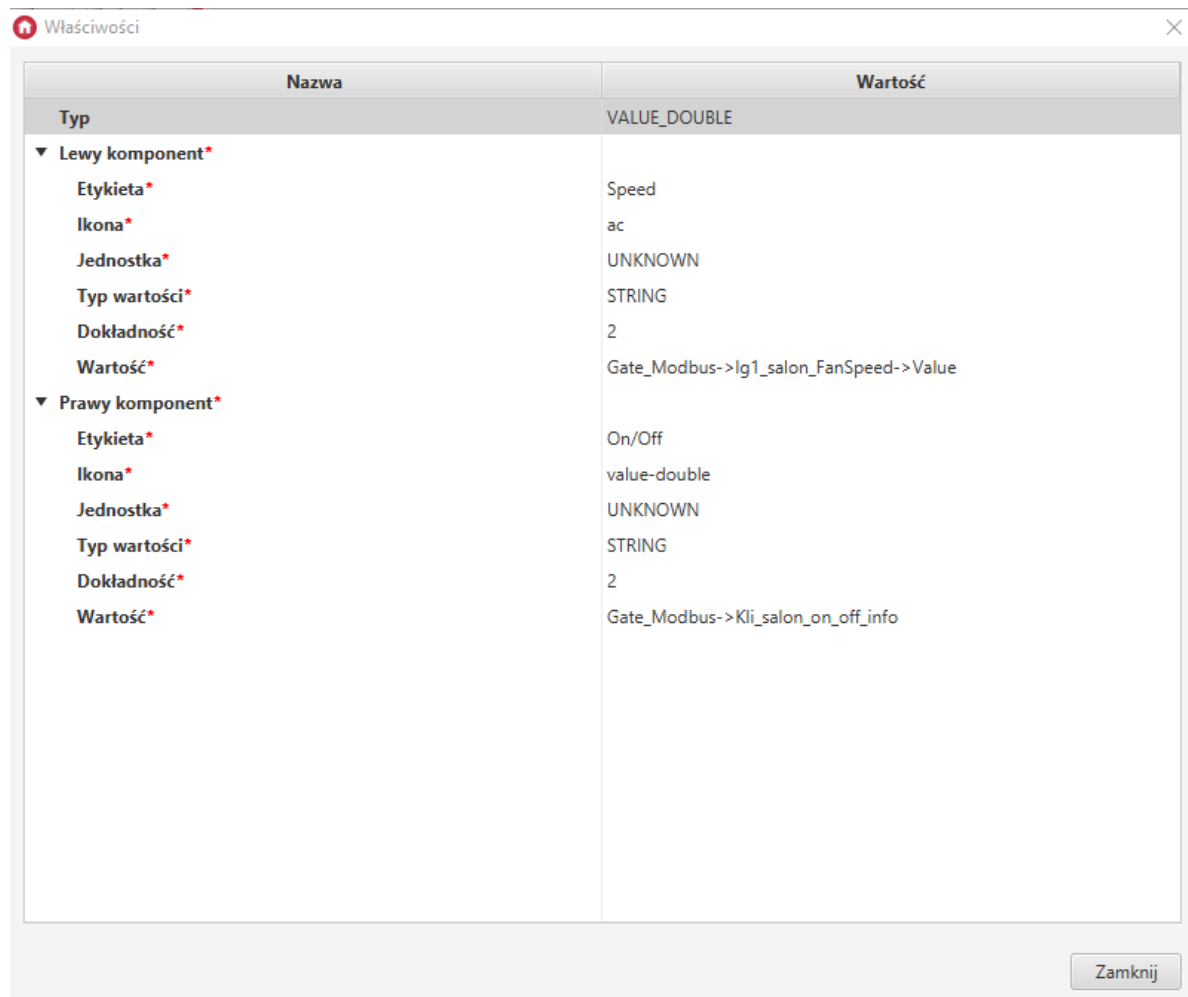 Właściwości
Nazwa Wartość
Typ VALUE_DOUBLE
Lewy komponent*
Etykieta* Speed
Ikona* ac
Jednostka* UNKNOWN
Typ wartości* STRING
Dokładność* 2
Wartość* Gate_Modbus->lg1_salon_FanSpeed->Value
Prawy komponent*
Etykieta* On/Off
Ikona* value-double
Jednostka* UNKNOWN
Typ wartości* STRING
Dokładność* 2
Wartość* Gate_Modbus->Kli_salon_on_off_info
Zamknij